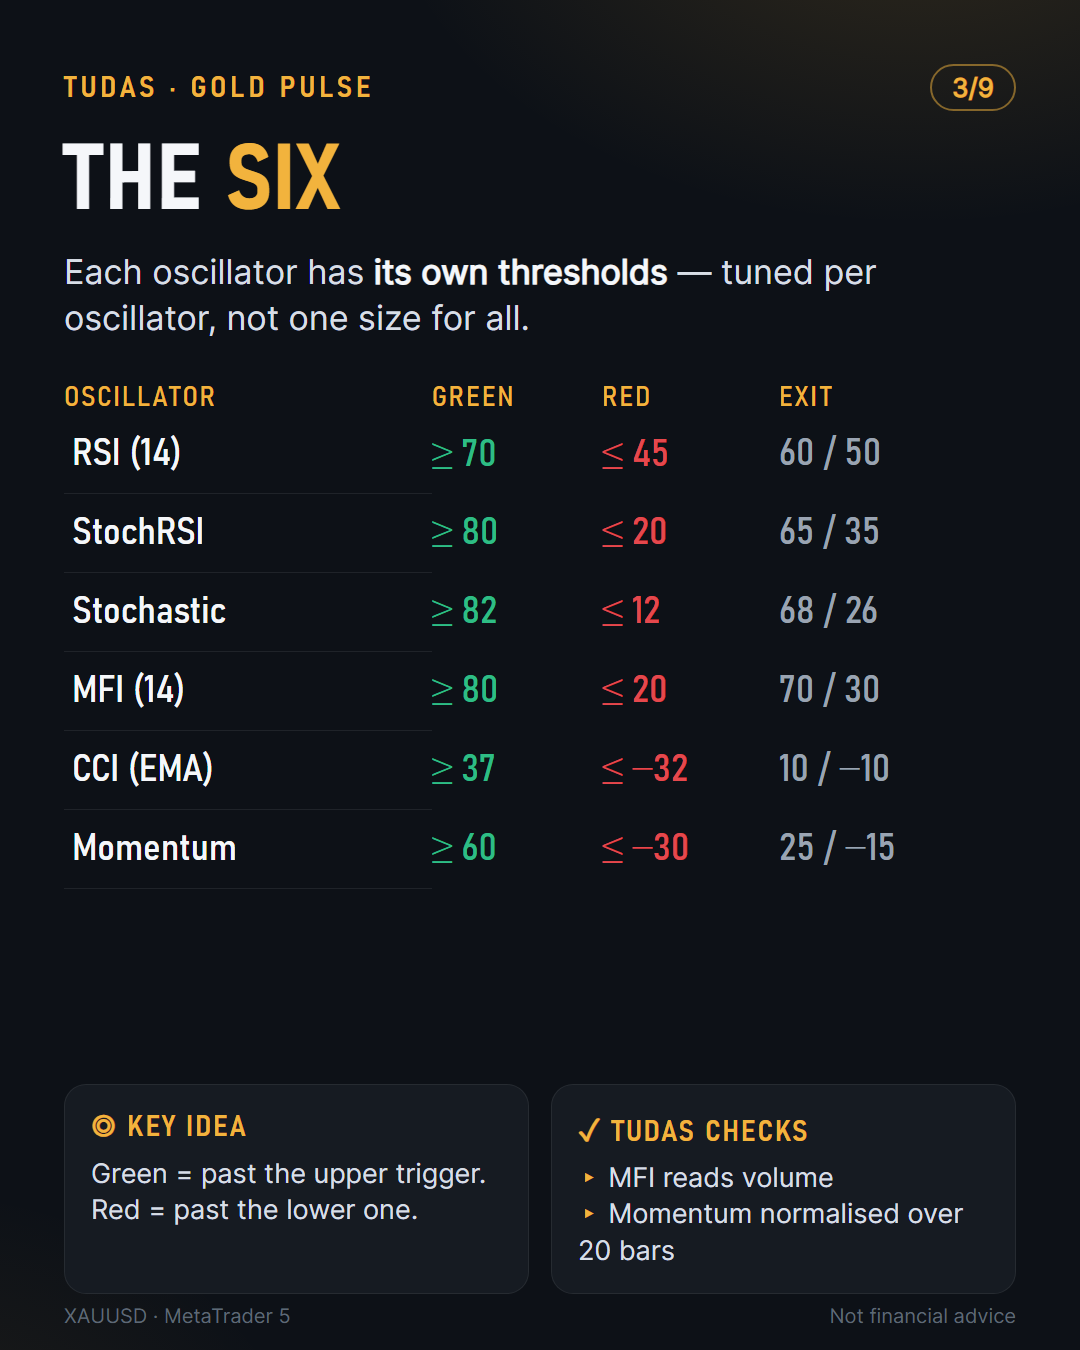 TUDAS · GOLD PULSE
3/9
THE SIX
Each oscillator has its own thresholds — tuned per
oscillator, not one size for all.
OSCILLATOR GREEN RED EXIT
RSI (14) ≥ 70 ≤ 45 60 / 50
StochRSI ≥ 80 ≤ 20 65 / 35
Stochastic ≥ 82 ≤ 12 68 / 26
MFI (14) ≥ 80 ≤ 20 70 / 30
CCI (EMA) ≥ 37 ≤ −32 10 / −10
Momentum ≥ 60 ≤ −30 25 / −15
◎ KEY IDEA
Green = past the upper trigger.
Red = past the lower one.
✓ TUDAS CHECKS
▸ MFI reads volume
▸ Momentum normalised over
20 bars
XAUUSD · MetaTrader 5
Not financial advice